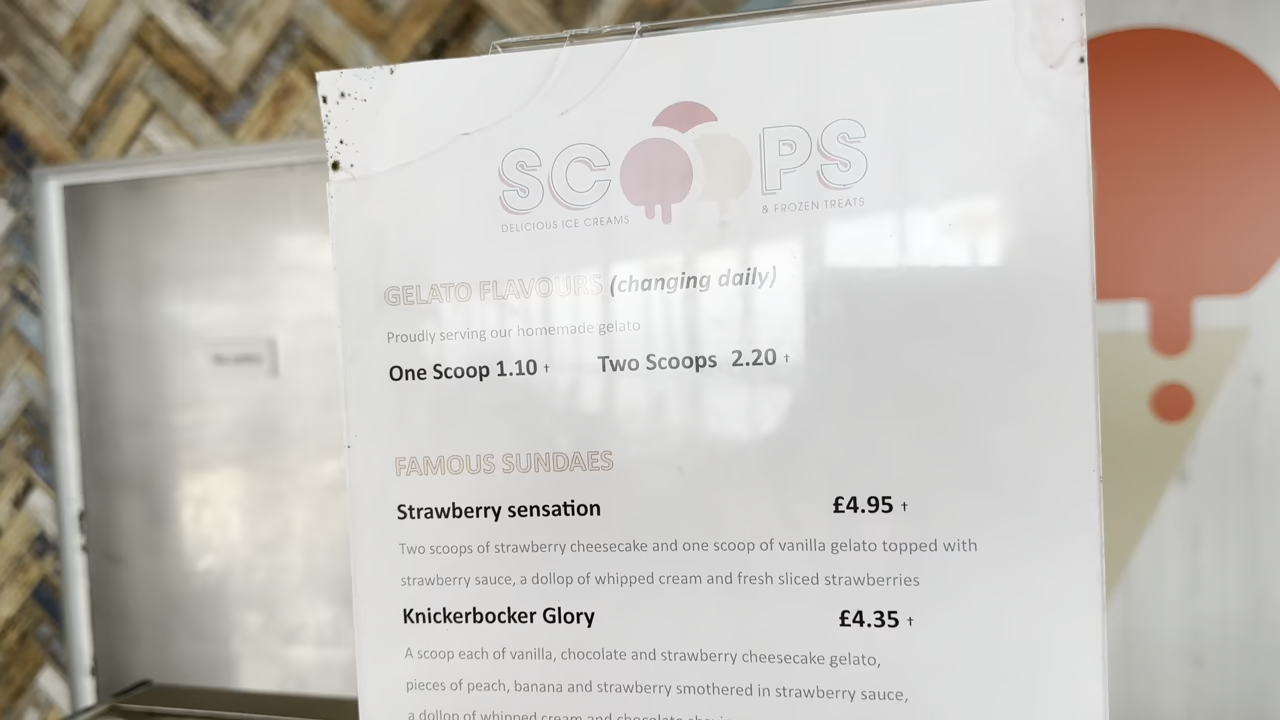 SCOOPS
DELICIOUS ICE CREAMS & FROZEN TREATS
GELATO FLAVOURS (changing daily)
Proudly serving our homemade gelato
One Scoop 1.10 † Two Scoops 2.20 †
FAMOUS SUNDAES
Strawberry sensation £4.95 †
Two scoops of strawberry cheesecake and one scoop of vanilla gelato topped with
strawberry sauce, a dollop of whipped cream and fresh sliced strawberries
Knickerbocker Glory £4.35 †
A scoop each of vanilla, chocolate and strawberry cheesecake gelato,
pieces of peach, banana and strawberry smothered in strawberry sauce,
a dollop of whipped cream and chocolate